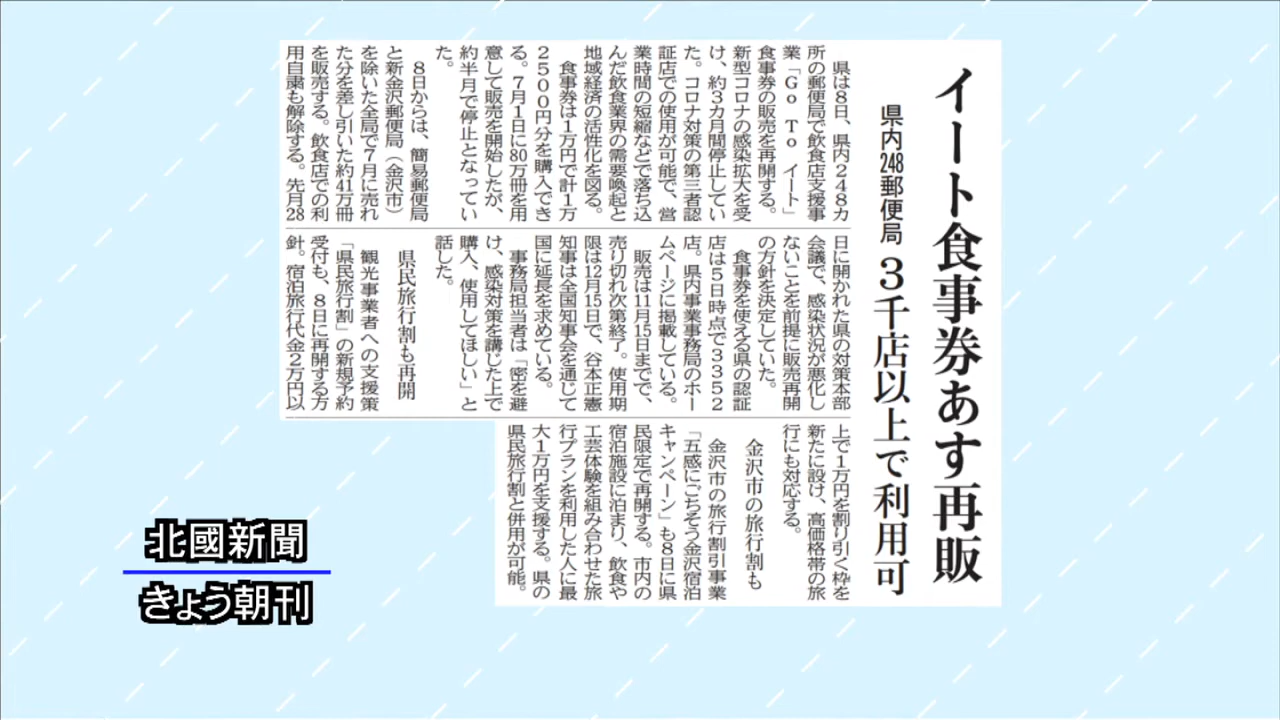 イート食事券あす再販
県内248郵便局 3千店以上で利用可
県は8日、県内248カ
所の郵便局で飲食店支援事
業「Go To イート」
食事券の販売を再開する。
新型コロナの感染拡大を受
け、約3カ月間停止してい
た。コロナ対策の第三者認
証店での使用が可能で、営
業時間の短縮などで落ち込
んだ飲食業界の需要喚起と
地域経済の活性化を図る。
食事券は1万円で計1万
2500円分を購入でき
る。7月1日に80万冊を用
意して販売を開始したが、
約半月で停止となってい
た。
8日からは、簡易郵便局
と新金沢郵便局(金沢市)
を除いた全局で7月に売れ
た分を差し引いた約41万冊
を販売する。飲食店での利
用自粛も解除する。先月28
日に開かれた県の対策本部
会議で、感染状況が悪化し
ないことを前提に販売再開
の方針を決定していた。
食事券を使える県の認証
店は5日時点で3352
店。県内事業事務局のホー
ムページに掲載している。
販売は11月15日までで、
売り切れ次第終了。使用期
限は12月15日で、谷本正憲
知事は全国知事会を通じて
国に延長を求めている。
事務局担当者は「密を避
け、感染対策を講じた上で
購入、使用してほしい」と
話した。
県民旅行割も再開
観光事業者への支援策
「県民旅行割」の新規予約
受付も、8日に再開する方
針。宿泊旅行代金2万円以
上で1万円を割り引く枠を
新たに設け、高価格帯の旅
行にも対応する。
金沢市の旅行割も
金沢市の旅行割引事業
「五感にごちそう金沢宿泊
キャンペーン」も8日に県
民限定で再開する。市内の
宿泊施設に泊まり、飲食や
工芸体験を組み合わせた旅
行プランを利用した人に最
大1万円を支援する。県の
県民旅行割と併用が可能。
北國新聞
きょう朝刊